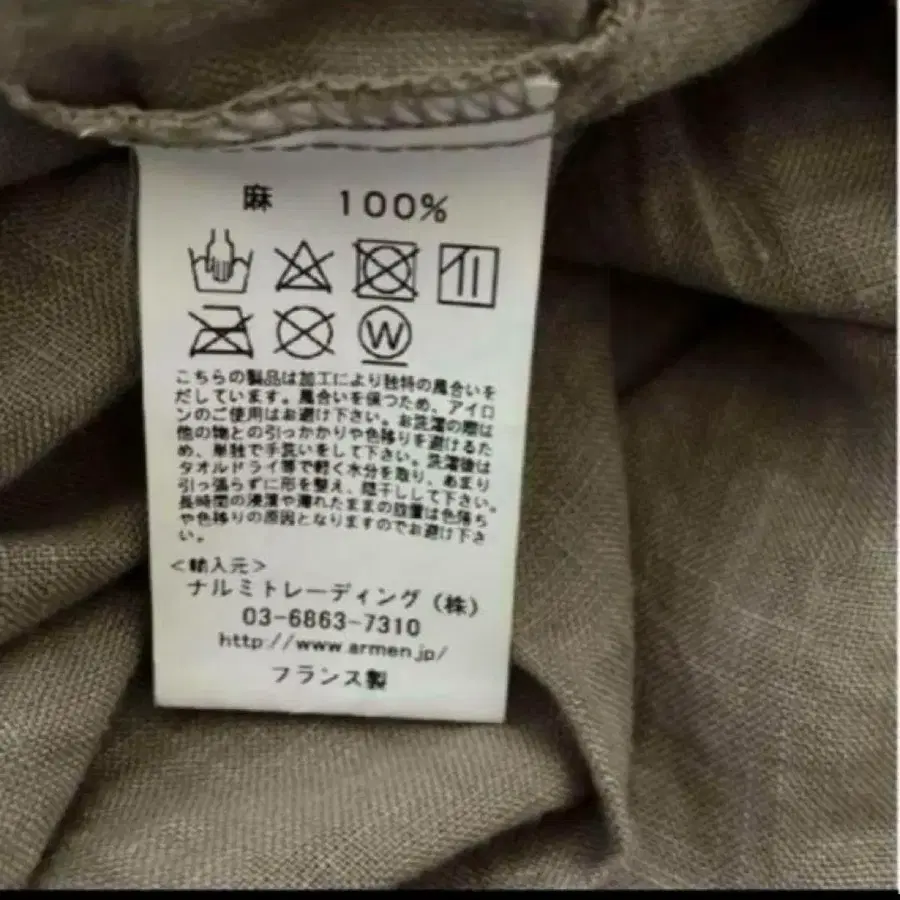 麻 100%
W
こちらの製品は加工により独特の風合いを
だしています。風合いを保つため、アイロ
ンのご使用はお避け下さい。お洗濯の際は
他の物との引っかかりや色移りを避けるた
め、単独で手洗いをして下さい。洗濯後は
タオルドライ等で軽く水分を取り、あまり
引っ張らずに形を整え、陰干しして下さい。
長時間の浸漬や濡れたままの放置は色落ち
や色移りの原因となりますのでお避け下さ
い。
<輸入元>
ナルミトレーディング(株)
03-6863-7310
http://www.armen.jp/
フランス製